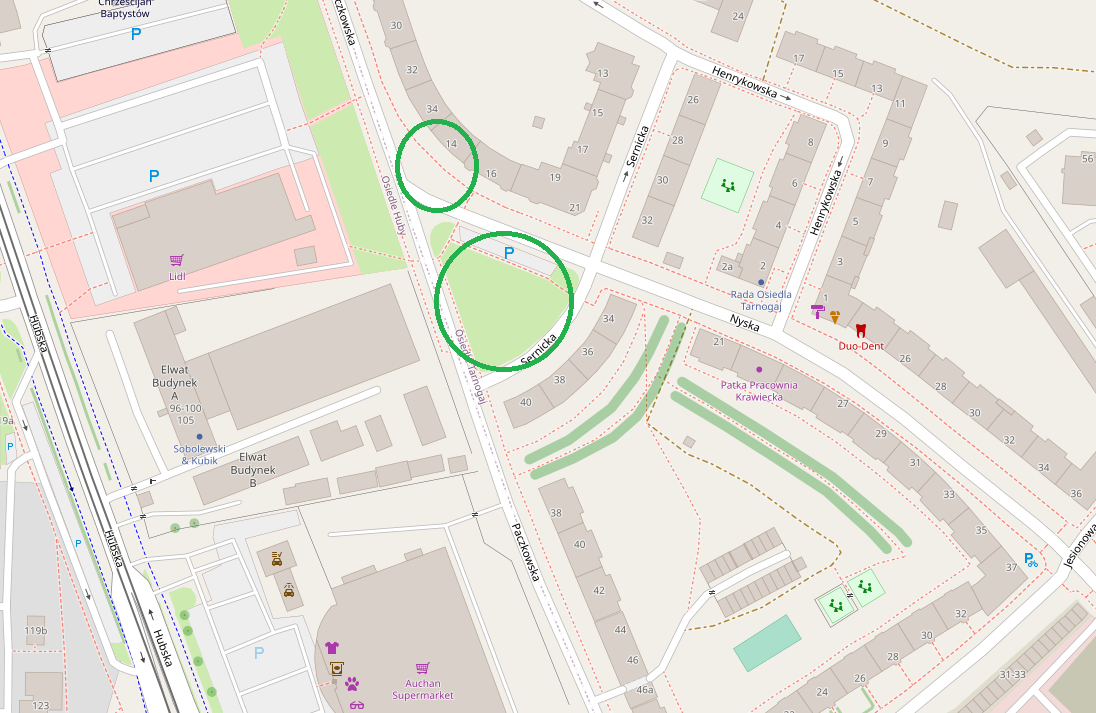 Chrześcijan
Baptystów
P
Paczkowska
30
32
34
14
16
19
21
13
15
17
24
26
28
30
32
Sernicka
Henrykowska
17
15
13
11
9
7
5
3
1
8
6
4
2
2a
Henrykowska
56
P
Lidl
Osiedle Huby
P
Rada Osiedla
Tarnogaj
Nyska
Duo-Dent
Hubska
Elwat
Budynek
A
96-100
105
Sobolewski
& Kubik
Elwat
Budynek
B
Osiedle Tarnogaj
Sernicka
34
36
38
40
21
Patka Pracownia
Krawiecka
27
29
31
33
35
37
26
28
30
32
34
36
Jesionowa
19a
P
P
Hubska
Hubska
Paczkowska
38
40
42
44
46
46a
P
119b
123
Auchan
Supermarket
P
32
30
28
26
24
31-33